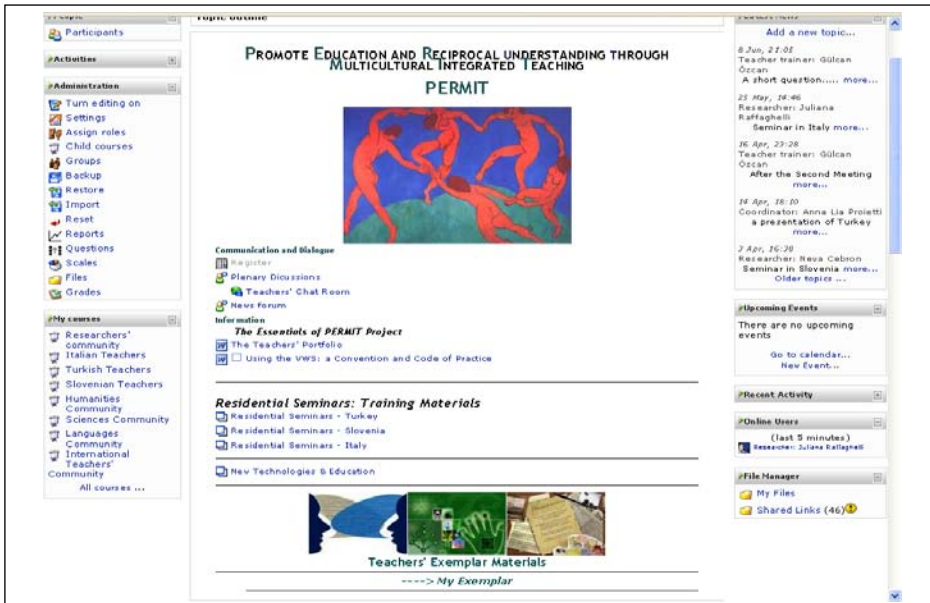 Participants
Activities
Administration
Turn editing on
Settings
Assign roles
Child courses
Groups
Backup
Restore
Import
Reset
Reports
Questions
Scales
Files
Grades
My courses
Researchers'
community
Italian Teachers
Turkish Teachers
Slovenian Teachers
Humanities
Community
Sciences Community
Languages
Community
International
Teachers'
Community
All courses ...
Topic outline
PROMOTE EDUCATION AND RECIPROCAL UNDERSTANDING THROUGH
MULTICULTURAL INTEGRATED TEACHING
PERMIT
Communication and Dialogue
Register
Plenary Dicussions
Teachers' Chat Room
News forum
Information
The Essentials of PERMIT Project
The Teachers' Portfolio
Using the VWS: a Convention and Code of Practice
Residential Seminars: Training Materials
Residential Seminars - Turkey
Residential Seminars - Slovenia
Residential Seminars - Italy
New Technologies & Education
Teachers' Exemplar Materials
----> My Exemplar
Latest News
Add a new topic...
6 Jun, 21:05
Teacher trainer: Gülcan
Özcan
A short question..... more...
25 May, 14:46
Researcher: Juliana
Raffaghelli
Seminar in Italy more...
16 Apr, 23:28
Teacher trainer: Gülcan
Özcan
After the Second Meeting
more...
14 Apr, 18:10
Coordinator: Anna Lia Proietti
a presentation of Turkey
more...
2 Apr, 16:20
Researcher: Neva Cebron
Seminar in Slovenia more...
Older topics ...
Upcoming Events
There are no upcoming
events
Go to calendar...
New Event...
Recent Activity
Online Users
(last 5 minutes)
Researcher: Juliana Raffaghelli
File Manager
My Files
Shared Links (46)